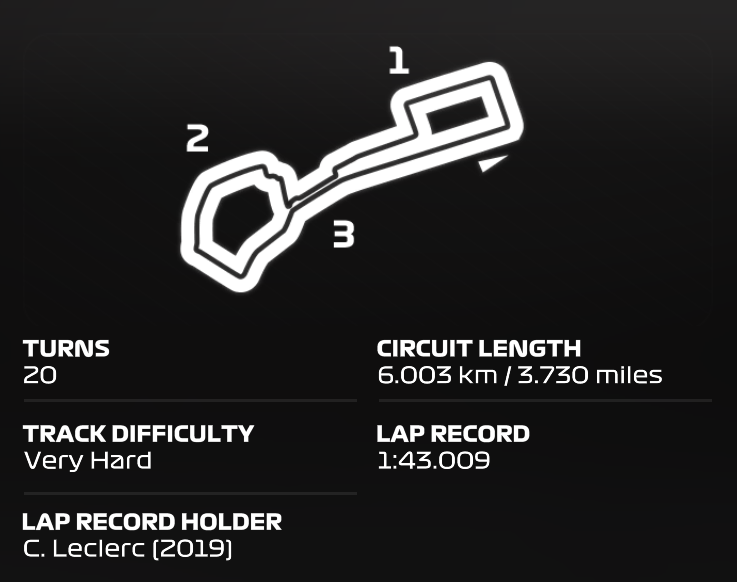 1
2
3
TURNS
20
CIRCUIT LENGTH
6.003 km / 3.730 miles
TRACK DIFFICULTY
Very Hard
LAP RECORD
1:43.009
LAP RECORD HOLDER
C. Leclerc (2019)